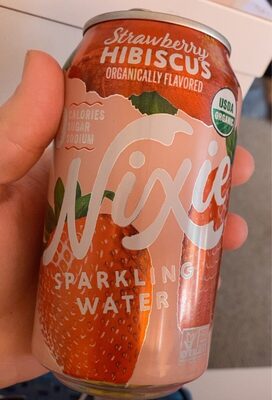 Strawberry
HIBISCUS
ORGANICALLY FLAVORED
USDA
ORGANIC
CALORIES
SUGAR
SODIUM
Nixie
SPARKLING
WATER